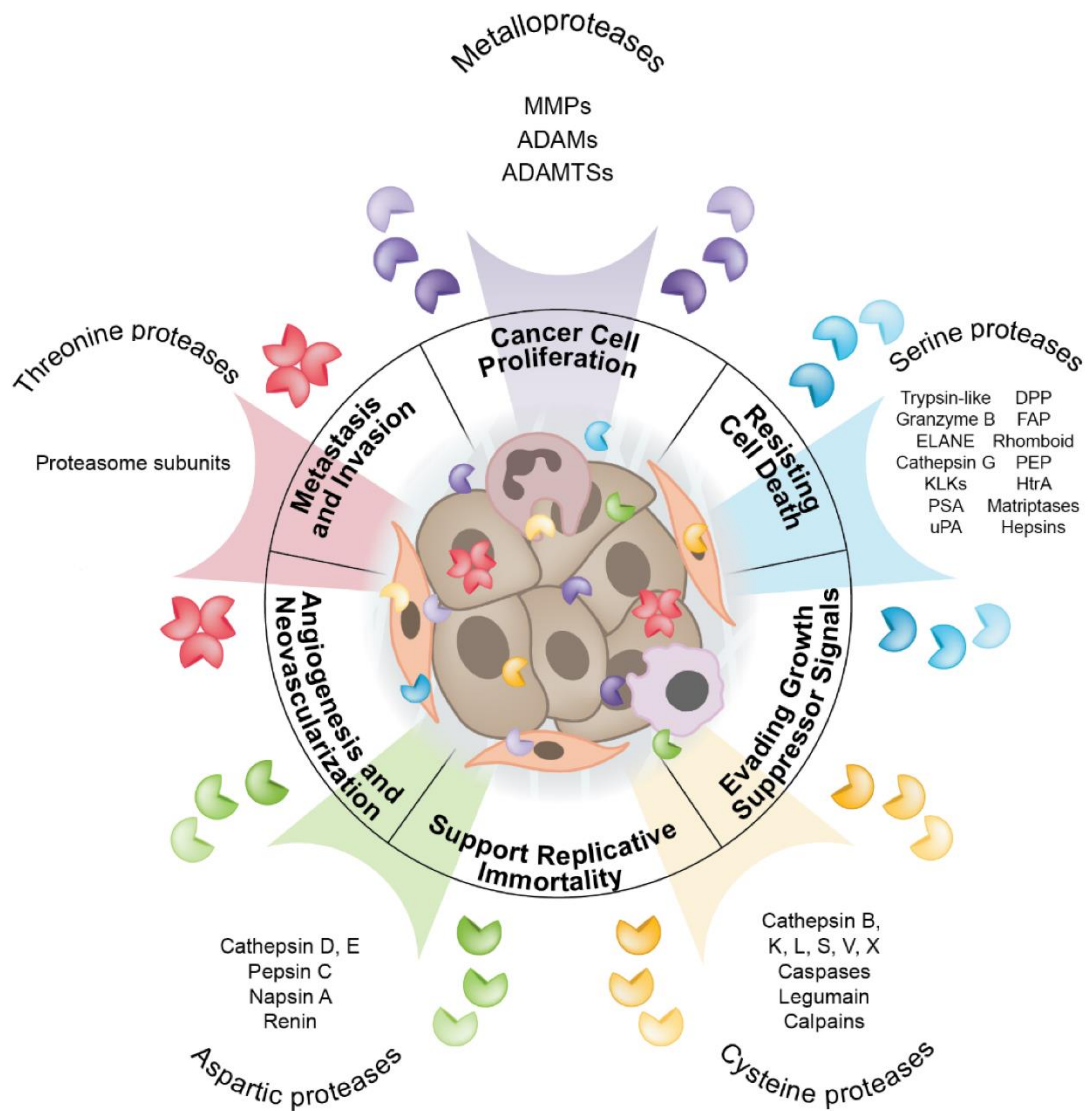 Metalloproteases
MMPs
ADAMs
ADAMTSs
Threonine proteases
Proteasome subunits
Serine proteases
Trypsin-like DPP
Granzyme B FAP
ELANE Rhomboid
Cathepsin G PEP
KLKs HtrA
PSA Matriptases
uPA Hepsins
Cancer Cell
Proliferation
Resisting
Cell Death
Evading Growth
Suppressor Signals
Support Replicative
Immortality
Angiogenesis and
Neovascularization
Metastasis
and Invasion
Cathepsin D, E
Pepsin C
Napsin A
Renin
Aspartic proteases
Cathepsin B,
K, L, S, V, X
Caspases
Legumain
Calpains
Cysteine proteases